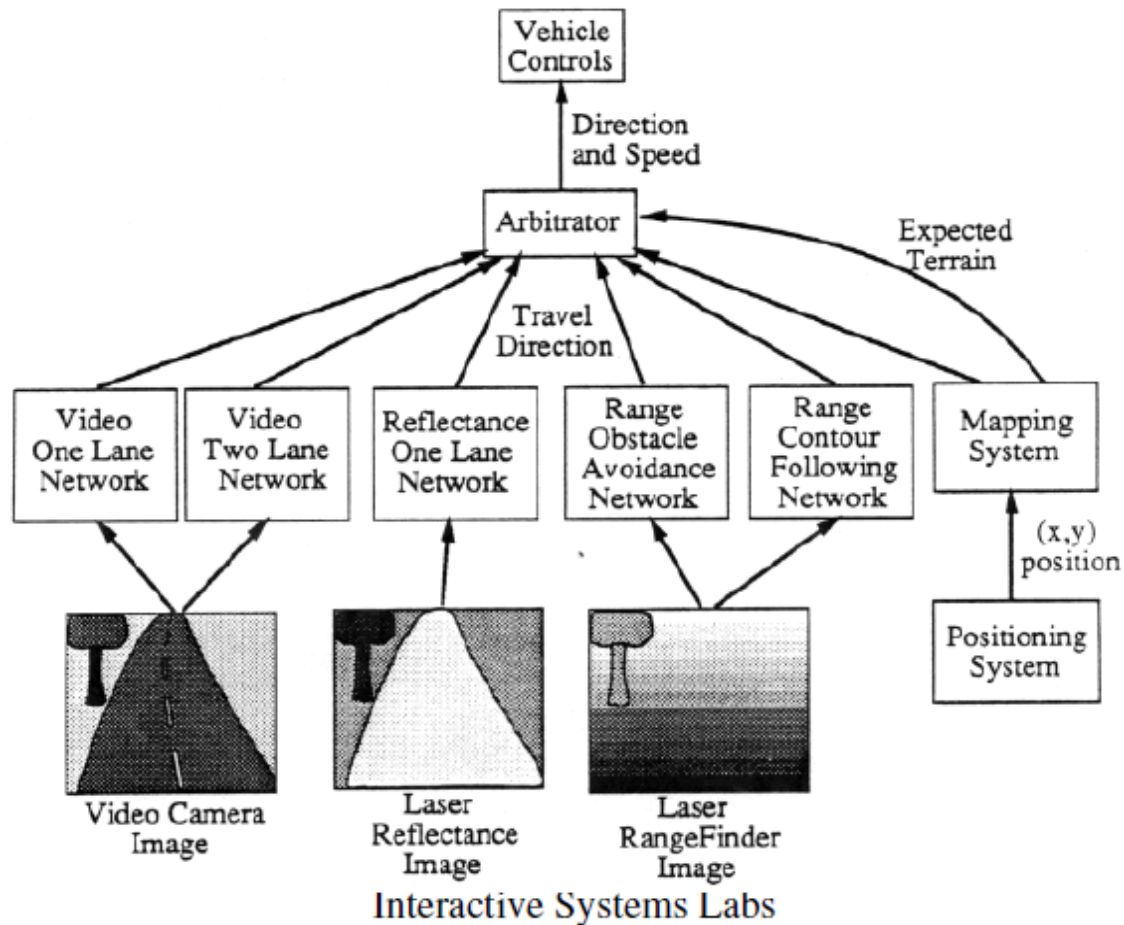 Vehicle
Controls
Direction
and Speed
Arbitrator
Expected
Terrain
Travel
Direction
Video
One Lane
Network
Video
Two Lane
Network
Reflectance
One Lane
Network
Range
Obstacle
Avoidance
Network
Range
Contour
Following
Network
Mapping
System
(x,y)
position
Positioning
System
Video Camera
Image
Laser
Reflectance
Image
Laser
RangeFinder
Image
Interactive Systems Labs